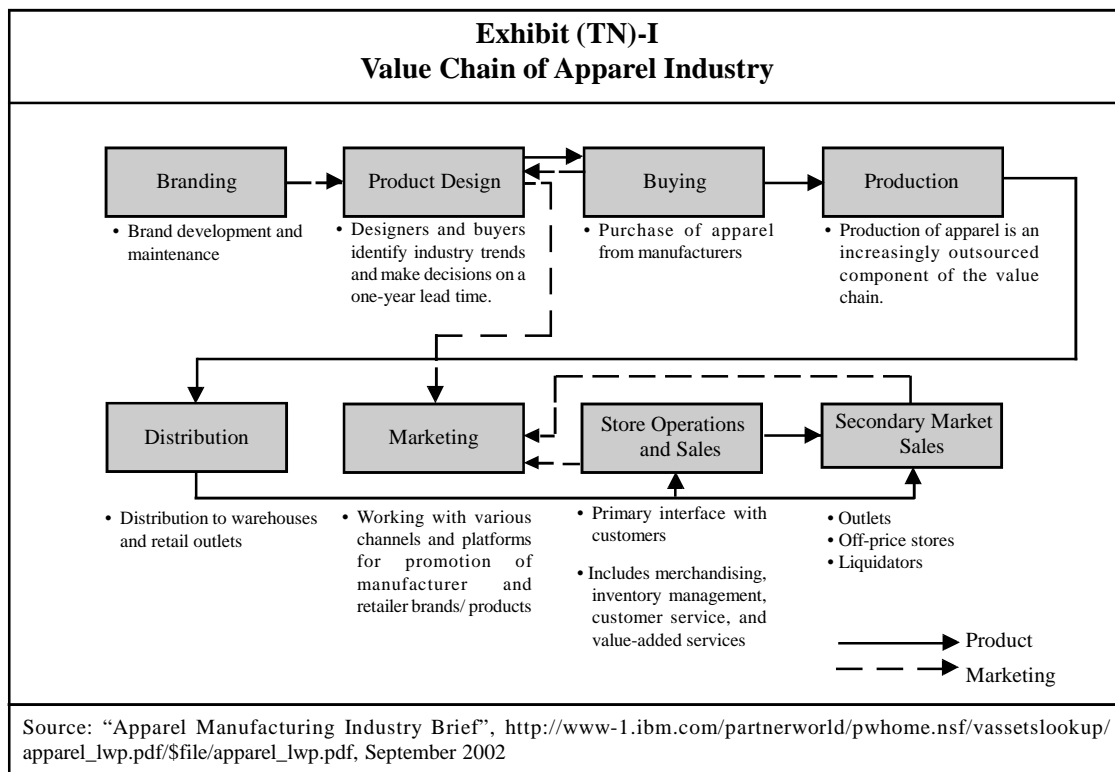 Exhibit (TN)-I
Value Chain of Apparel Industry
Branding
• Brand development and
maintenance
Product Design
• Designers and buyers
identify industry trends
and make decisions on a
one-year lead time.
Buying
• Purchase of apparel
from manufacturers
Production
• Production of apparel is an
increasingly outsourced
component of the value
chain.
Distribution
• Distribution to warehouses
and retail outlets
Marketing
• Working with various
channels and platforms
for promotion of
manufacturer and
retailer brands/ products
Store Operations
and Sales
• Primary interface with
customers
• Includes merchandising,
inventory management,
customer service, and
value-added services
Secondary Market
Sales
• Outlets
• Off-price stores
• Liquidators
Product
Marketing
Source: “Apparel Manufacturing Industry Brief”, http://www-1.ibm.com/partnerworld/pwhome.nsf/vassetslookup/
apparel_lwp.pdf/$file/apparel_lwp.pdf, September 2002